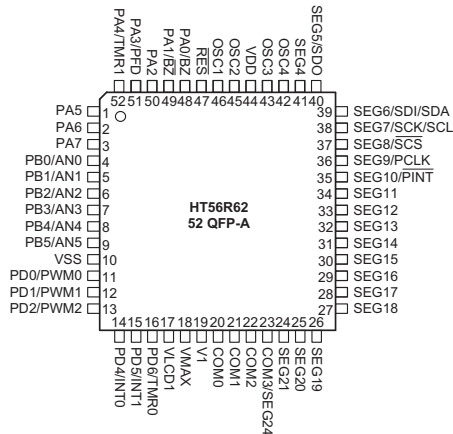 PA4/TMR1
PA3/PFD
PA2
PA1/BZ
PA0/BZ
RES
OSC1
OSC2
VDD
OSC3
OSC4
SEG4
SEG5/SDO
52 51 50 49 48 47 46 45 44 43 42 41 40
PA5 1
PA6 2
PA7 3
PB0/AN0 4
PB1/AN1 5
PB2/AN2 6
PB3/AN3 7
PB4/AN4 8
PB5/AN5 9
VSS 10
PD0/PWM0 11
PD1/PWM1 12
PD2/PWM2 13
HT56R62
52 QFP-A
39 SEG6/SDI/SDA
38 SEG7/SCK/SCL
37 SEG8/SCS
36 SEG9/PCLK
35 SEG10/PINT
34 SEG11
33 SEG12
32 SEG13
31 SEG14
30 SEG15
29 SEG16
28 SEG17
27 SEG18
14 15 16 17 18 19 20 21 22 23 24 25 26
PD4/INT0
PD5/INT1
PD6/TMR0
VLCD1
VMAX
V1
COM0
COM1
COM2
COM3/SEG24
SEG21
SEG20
SEG19